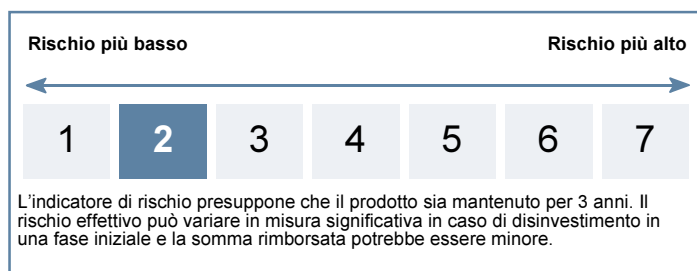 Rischio più basso Rischio più alto
1 2 3 4 5 6 7
L'indicatore di rischio presuppone che il prodotto sia mantenuto per 3 anni. Il
rischio effettivo può variare in misura significativa in caso di disinvestimento in
una fase iniziale e la somma rimborsata potrebbe essere minore.